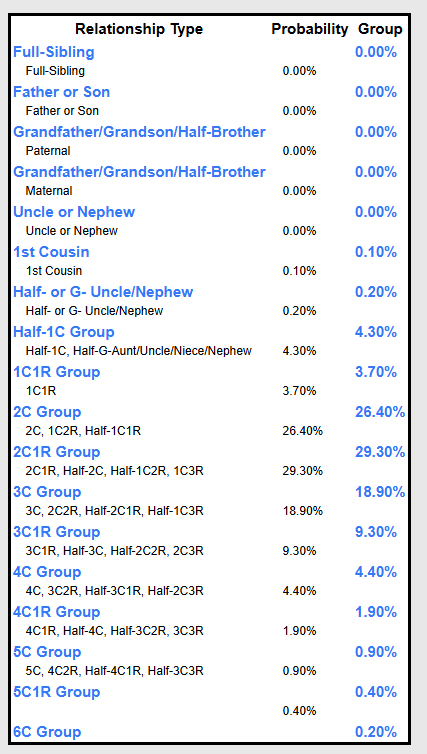 Relationship Type Probability Group
Full-Sibling 0.00%
Full-Sibling 0.00%
Father or Son 0.00%
Father or Son 0.00%
Grandfather/Grandson/Half-Brother 0.00%
Paternal 0.00%
Grandfather/Grandson/Half-Brother 0.00%
Maternal 0.00%
Uncle or Nephew 0.00%
Uncle or Nephew 0.00%
1st Cousin 0.10%
1st Cousin 0.10%
Half- or G- Uncle/Nephew 0.20%
Half- or G- Uncle/Nephew 0.20%
Half-1C Group 4.30%
Half-1C, Half-G-Aunt/Uncle/Niece/Nephew 4.30%
1C1R Group 3.70%
1C1R 3.70%
2C Group 26.40%
2C, 1C2R, Half-1C1R 26.40%
2C1R Group 29.30%
2C1R, Half-2C, Half-1C2R, 1C3R 29.30%
3C Group 18.90%
3C, 2C2R, Half-2C1R, Half-1C3R 18.90%
3C1R Group 9.30%
3C1R, Half-3C, Half-2C2R, 2C3R 9.30%
4C Group 4.40%
4C, 3C2R, Half-3C1R, Half-2C3R 4.40%
4C1R Group 1.90%
4C1R, Half-4C, Half-3C2R, 3C3R 1.90%
5C Group 0.90%
5C, 4C2R, Half-4C1R, Half-3C3R 0.90%
5C1R Group 0.40%
0.40%
6C Group 0.20%